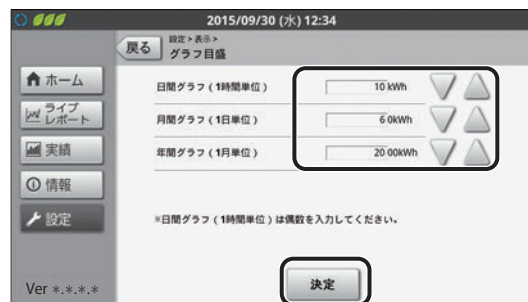 2015/09/30 (水) 12:34
戻る
設定 > 表示 >
グラフ目盛
ホーム
ライブ
レポート
実績
情報
設定
日間グラフ (1時間単位) 10 kWh
月間グラフ (1日単位) 6 0kWh
年間グラフ (1月単位) 20 00kWh
※日間グラフ (1時間単位) は偶数を入力してください。
決定
Ver *.*.*.*